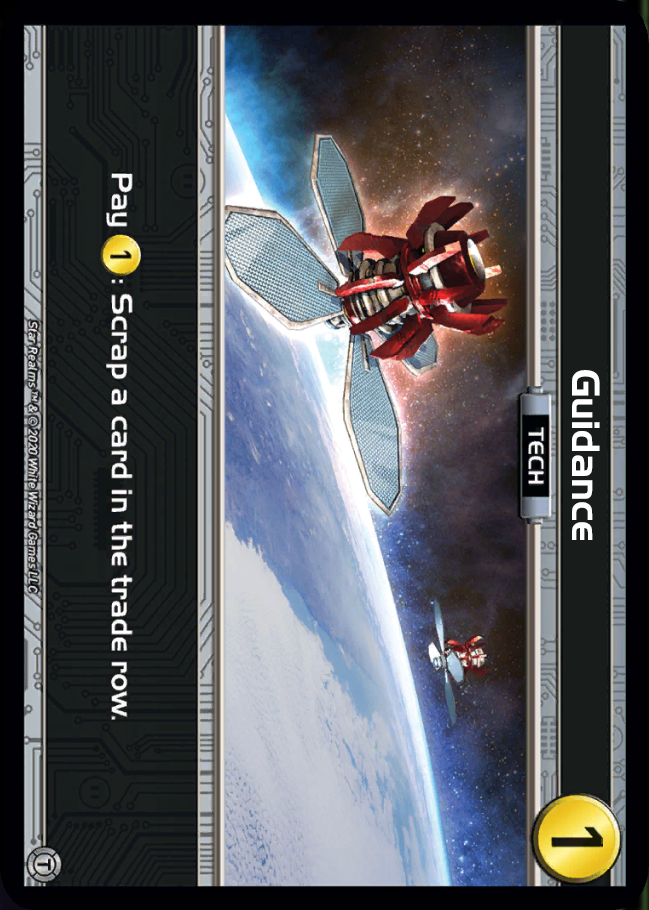 Guidance
1
TECH
Pay 1 : Scrap a card in the trade row.
Star Realms™ & © 2020 White Wizard Games LLC
T